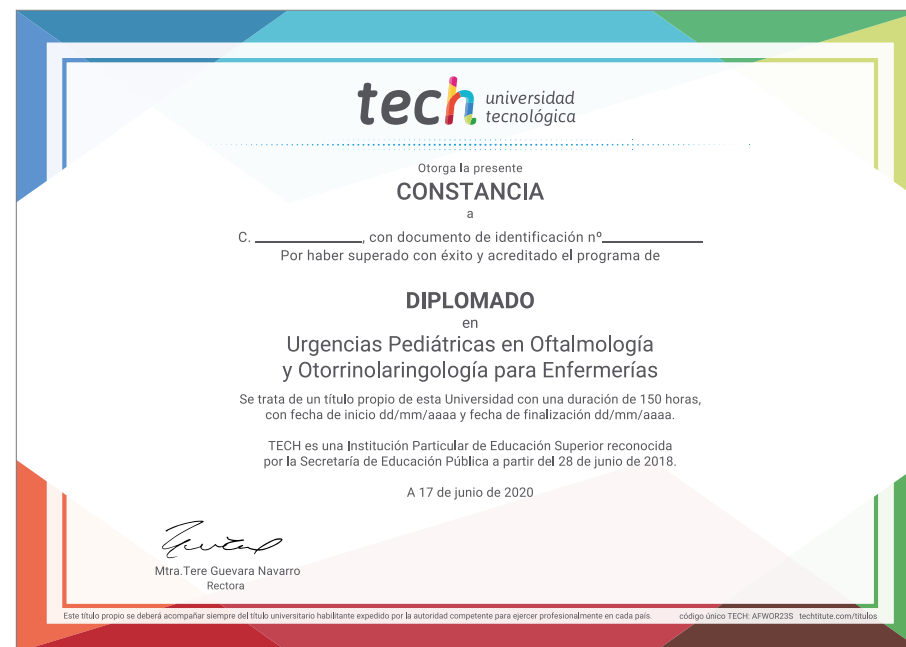 tech universidad
tecnológica
Otorga la presente
CONSTANCIA
a
C. ____________, con documento de identificación nº____________
Por haber superado con éxito y acreditado el programa de
DIPLOMADO
en
Urgencias Pediátricas en Oftalmología
y Otorrinolaringología para Enfermerías
Se trata de un título propio de esta Universidad con una duración de 150 horas,
con fecha de inicio dd/mm/aaaa y fecha de finalización dd/mm/aaaa.
TECH es una Institución Particular de Educación Superior reconocida
por la Secretaría de Educación Pública a partir del 28 de junio de 2018.
A 17 de junio de 2020
Mtra.Tere Guevara Navarro
Rectora
Este título propio se deberá acompañar siempre del título universitario habilitante expedido por la autoridad competente para ejercer profesionalmente en cada país. código único TECH: AFWOR23S techtitute.com/titulos